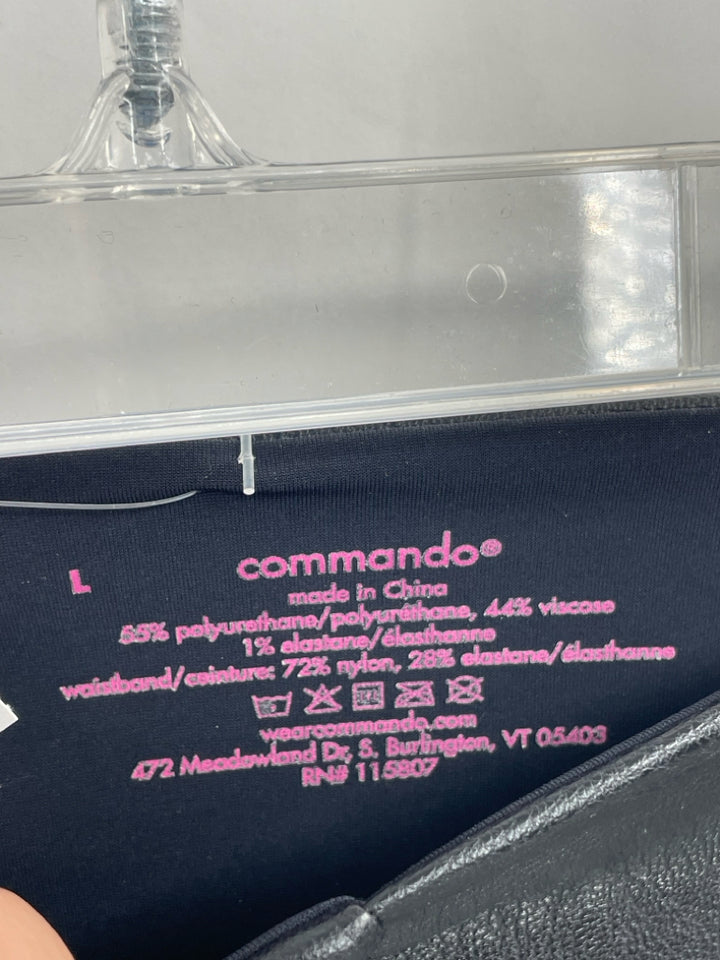 L
commando®
made in China
55% polyurethane/polyuréthane, 44% viscose
1% elastane/élasthanne
waistband/ceinture: 72% nylon, 28% elastane/élasthanne
wearcommando.com
472 Meadowland Dr, S. Burlington, VT 05403
RN# 115807